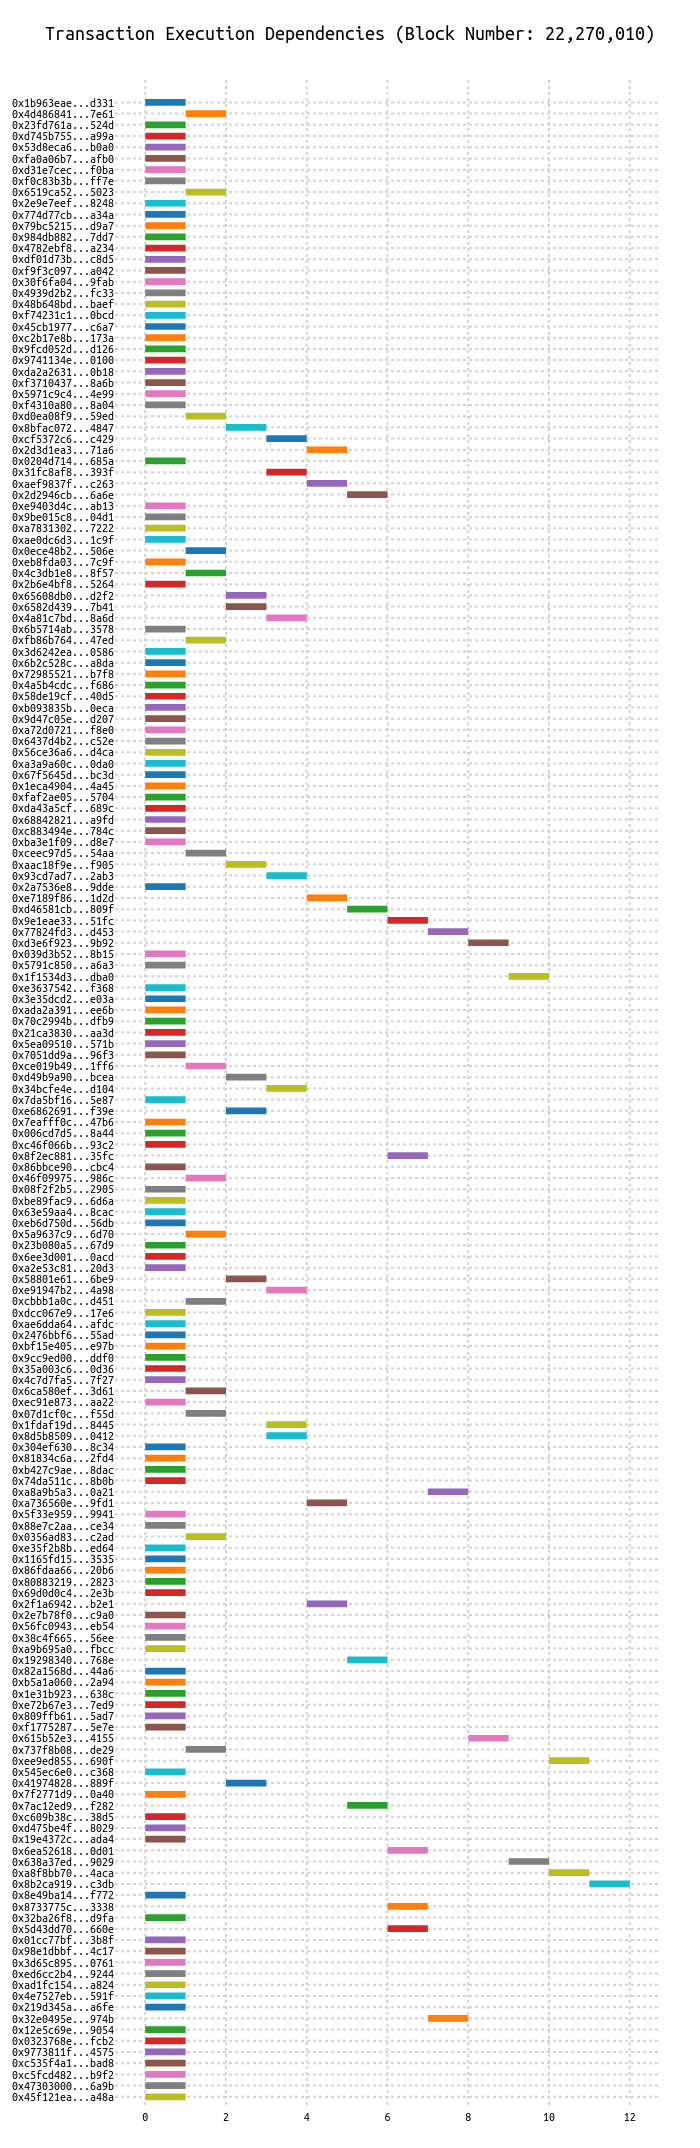 Transaction Execution Dependencies (Block Number: 22,270,010)
0x1b963eae...d331
0x4d486841...7e61
0x23fd761a...524d
0xd745b755...a99a
0x53d8eca6...b0a0
0xfa0a06b7...afb0
0xd31e7cec...f0ba
0xf0c83b3b...ff7e
0x6519ca52...5023
0x2e9e7eef...8248
0x774d77cb...a34a
0x79bc5215...d9a7
0x984db882...7dd7
0x4782ebf8...a234
0xdf01d73b...c8d5
0xf9f3c097...a042
0x30f6fa04...9fab
0x4939d2b2...fc33
0x48b648bd...baef
0xf74231c1...0bcd
0x45cb1977...c6a7
0xc2b17e8b...173a
0x9fcd052d...d126
0x9741134e...0100
0xda2a2631...0b18
0xf3710437...8a6b
0x5971c9c4...4e99
0xf4310a80...8a04
0xd0ea08f9...59ed
0x8bfac072...4847
0xcf5372c6...c429
0x2d3d1ea3...71a6
0x0204d714...685a
0x31fc8af8...393f
0xaef9837f...c263
0x2d2946cb...6a6e
0xe9403d4c...ab13
0x9be015c8...04d1
0xa7831302...7222
0xae0dc6d3...1c9f
0x0ece48b2...506e
0xeb8fda03...7c9f
0x4c3db1e8...8f57
0x2b6e4bf8...5264
0x65608db0...d2f2
0x6582d439...7b41
0x4a81c7bd...8a6d
0x6b5714ab...3578
0xfb86b764...47ed
0x3d6242ea...0586
0x6b2c528c...a8da
0x72985521...b7f8
0x4a5b4cdc...f686
0x58de19cf...40d5
0xb093835b...0eca
0x9d47c05e...d207
0xa72d0721...f8e0
0x6437d4b2...c52e
0x56ce36a6...d4ca
0xa3a9a60c...0da0
0x67f5645d...bc3d
0x1eca4904...4a45
0xfaf2ae05...5704
0xda43a5cf...689c
0x68842821...a9fd
0xc883494e...784c
0xba3e1f09...d8e7
0xceec97d5...54aa
0xaac18f9e...f905
0x93cd7ad7...2ab3
0x2a7536e8...9dde
0xe7189f86...1d2d
0xd46581cb...809f
0x9e1eae33...51fc
0x77824fd3...d453
0xd3e6f923...9b92
0x039d3b52...8b15
0x5791c850...a6a3
0x1f1534d3...dba0
0xe3637542...f368
0x3e35dcd2...e03a
0xada2a391...ee6b
0x70c2994b...dfb9
0x21ca3830...aa3d
0x5ea09510...571b
0x7051dd9a...96f3
0xce019b49...1ff6
0xd49b9a90...bcea
0x34bcfe4e...d104
0x7da5bf16...5e87
0xe6862691...f39e
0x7eafff0c...47b6
0x006cd7d5...8a44
0xc46f066b...93c2
0x8f2ec881...35fc
0x86bbce90...cbc4
0x46f09975...986c
0x08f2f2b5...2905
0xbe89fac9...6d6a
0x63e59aa4...8cac
0xeb6d750d...56db
0x5a9637c9...6d70
0x23b080a5...67d9
0x6ee3d001...0acd
0xa2e53c81...20d3
0x58801e61...6be9
0xe91947b2...4a98
0xcbbb1a0c...d451
0xdcc067e9...17e6
0xae6dda64...afdc
0x2476bbf6...55ad
0xbf15e405...e97b
0x9cc9ed00...ddf0
0x35a003c6...0d36
0x4c7d7fa5...7f27
0x6ca580ef...3d61
0xec91e873...aa22
0x07d1cf0c...f55d
0x1fdaf19d...8445
0x8d5b8509...0412
0x304ef630...8c34
0x81834c6a...2fd4
0xb427c9ae...8dac
0x74da511c...8b0b
0xa8a9b5a3...0a21
0xa736560e...9fd1
0x5f33e959...9941
0x88e7c2aa...ce34
0x0356ad83...c2ad
0xe35f2b8b...ed64
0x1165fd15...3535
0x86fdaa66...20b6
0x80883219...2823
0x69d0d0c4...2e3b
0x2f1a6942...b2e1
0x2e7b78f0...c9a0
0x56fc0943...eb54
0x38c4f665...56ee
0xa9b695a0...fbcc
0x19298340...768e
0x82a1568d...44a6
0xb5a1a060...2a94
0x1e31b923...638c
0xe72b67e3...7ed9
0x809ffb61...5ad7
0xf1775287...5e7e
0x615b52e3...4155
0x737f8b08...de29
0xee9ed855...690f
0x545ec6e0...c368
0x41974828...889f
0x7f2771d9...0a40
0x7ac12ed9...f282
0xc609b38c...38d5
0xd475be4f...8029
0x19e4372c...ada4
0x6ea52618...0d01
0x638a37ed...9029
0xa8f8bb70...4aca
0x8b2ca919...c3db
0x8e49ba14...f772
0x8733775c...3338
0x32ba26f8...d9fa
0x5d43dd70...660e
0x01cc77bf...3b8f
0x98e1dbbf...4c17
0x3d65c895...0761
0xed6cc2b4...9244
0xad1fc154...a824
0x4e7527eb...591f
0x219d345a...a6fe
0x32e0495e...974b
0x12e5c69e...9054
0x0323768e...fcb2
0x9773811f...4575
0xc535f4a1...bad8
0xc5fcd482...b9f2
0x47303000...6a9b
0x45f121ea...a48a
0 2 4 6 8 10 12